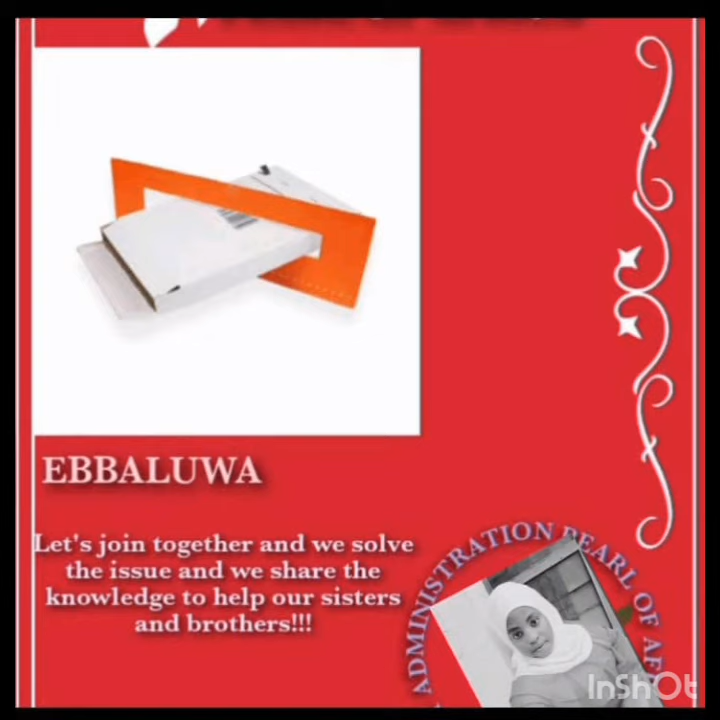 EBBALUWA
Let's join together and we solve
the issue and we share the
knowledge to help our sisters
and brothers!!!
ADMINISTRATION PEARL OF
InShOt